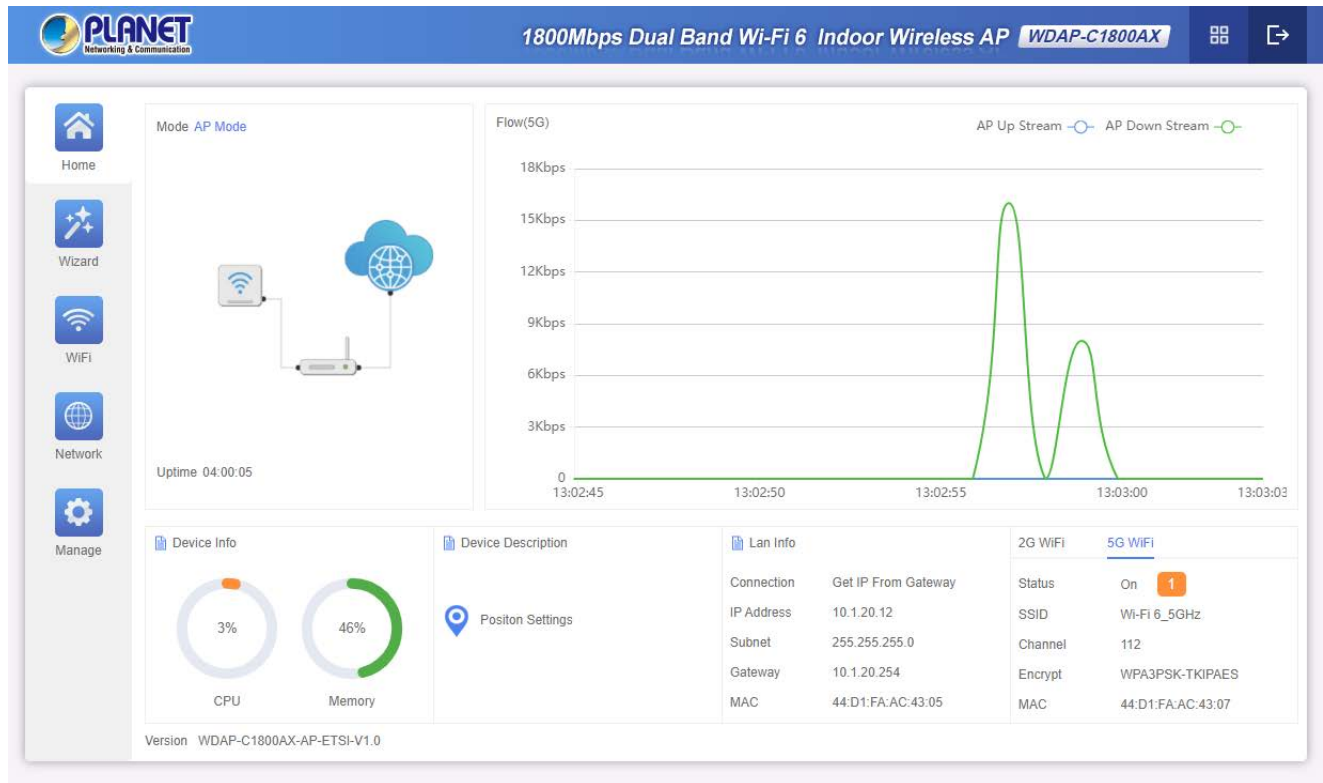 PLANET
Networking & Communication
1800Mbps Dual Band Wi-Fi 6 Indoor Wireless AP WDAP-C1800AX
Home
Wizard
WiFi
Network
Manage
Mode AP Mode
Uptime 04:00:05
Flow(5G)
AP Up Stream AP Down Stream
18Kbps
15Kbps
12Kbps
9Kbps
6Kbps
3Kbps
0
13:02:45 13:02:50 13:02:55 13:03:00 13:03:03
Device Info
3%
46%
CPU Memory
Device Description
Positon Settings
Lan Info
Connection Get IP From Gateway
IP Address 10.1.20.12
Subnet 255.255.255.0
Gateway 10.1.20.254
MAC 44:D1:FA:AC:43:05
2G WiFi 5G WiFi
Status On 1
SSID Wi-Fi 6_5GHz
Channel 112
Encrypt WPA3PSK-TKIPAES
MAC 44:D1:FA:AC:43:07
Version WDAP-C1800AX-AP-ETSI-V1.0